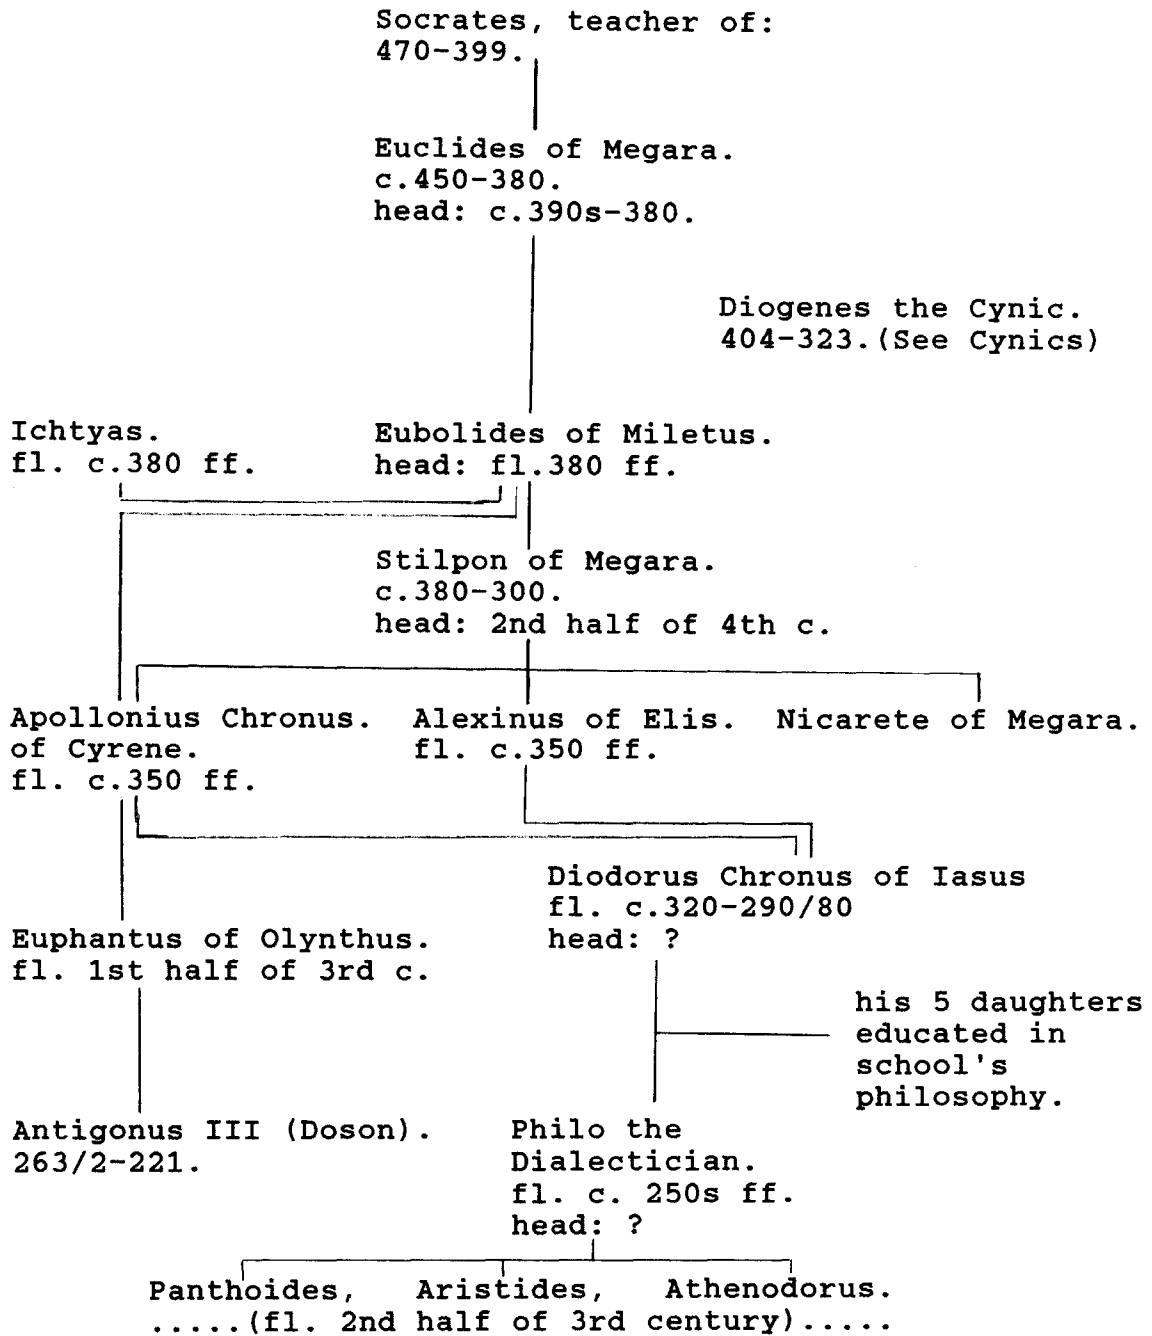 Socrates, teacher of:
470-399.
Euclides of Megara.
c.450-380.
head: c.390s-380.
Diogenes the Cynic.
404-323.(See Cynics)
Ichtyas.
fl. c.380 ff.
Eubolides of Miletus.
head: fl.380 ff.
Stilpon of Megara.
c.380-300.
head: 2nd half of 4th c.
Apollonius Chronus.
of Cyrene.
fl. c.350 ff.
Alexinus of Elis.
fl. c.350 ff.
Nicarete of Megara.
Diodorus Chronus of Iasus
fl. c.320-290/80
head: ?
Euphantus of Olynthus.
fl. 1st half of 3rd c.
his 5 daughters
educated in
school's
philosophy.
Antigonus III (Doson).
263/2-221.
Philo the
Dialectician.
fl. c. 250s ff.
head: ?
Panthoides, Aristides, Athenodorus.
.....(fl. 2nd half of 3rd century).....